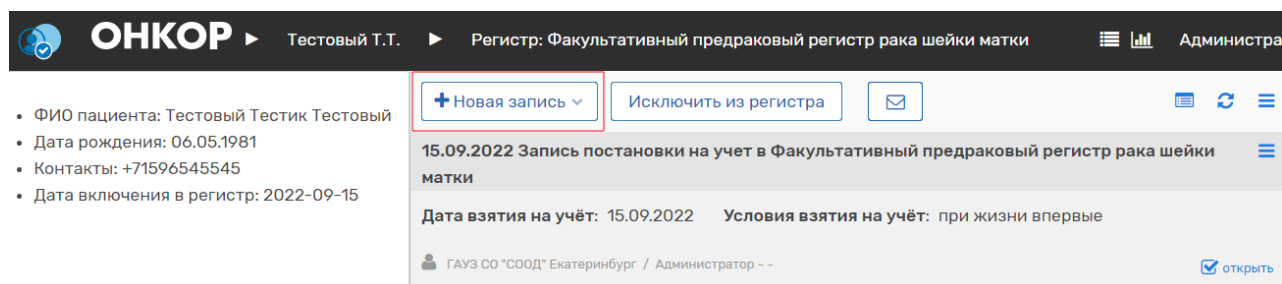 ОНКОР ▶ Тестовый Т.Т. ▶ Регистр: Факультативный предраковый регистр рака шейки матки Администра
+ Новая запись Исключить из регистра
• ФИО пациента: Тестовый Тестик Тестовый
• Дата рождения: 06.05.1981
• Контакты: +71596545545
• Дата включения в регистр: 2022-09-15
15.09.2022 Запись постановки на учет в Факультативный предраковый регистр рака шейки
матки
Дата взятия на учёт: 15.09.2022 Условия взятия на учёт: при жизни впервые
ГАУЗ СО "СООД" Екатеринбург / Администратор - -
открыть